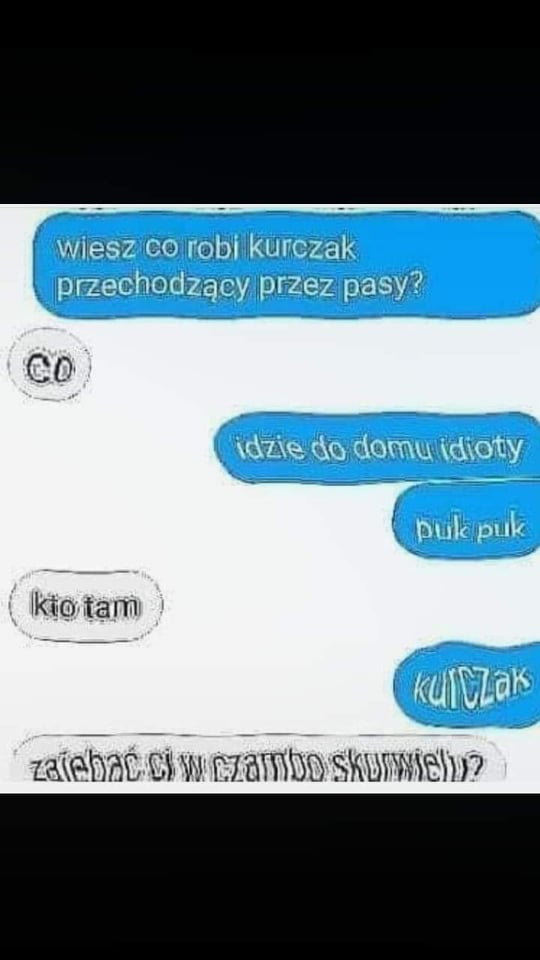 wiesz co robi kurczak
przechodzący przez pasy?
co
idzie do domu idioty
puk puk
kto tam
kurczak
zajebać ci w czambo skurwielu?